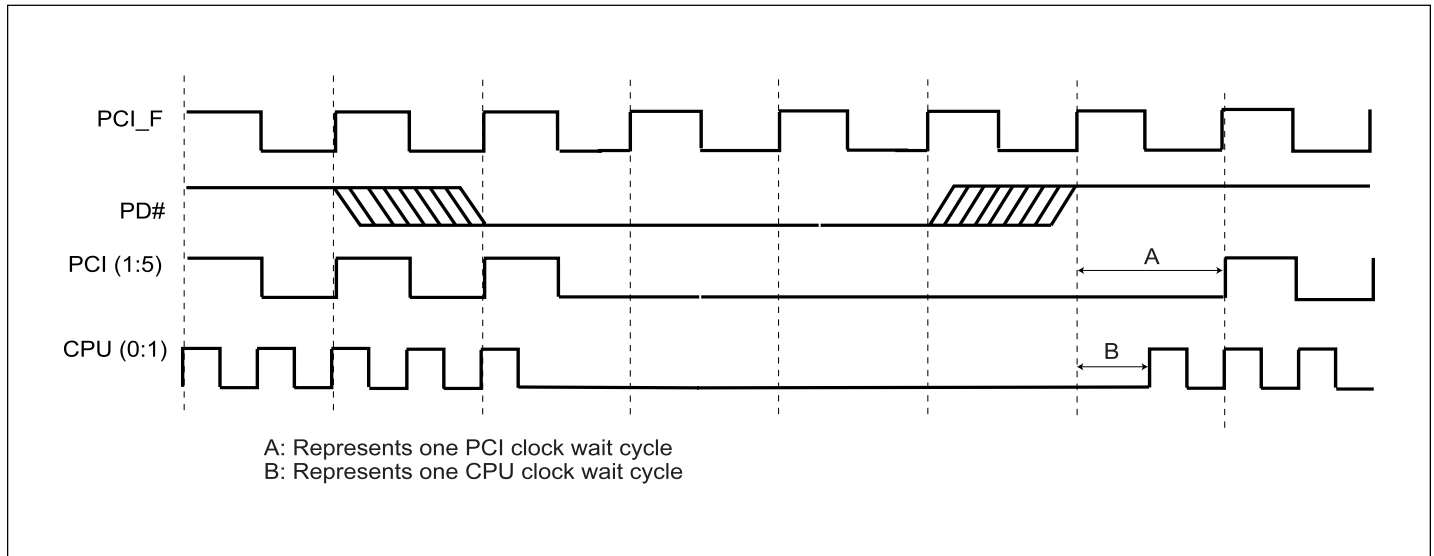 PCI_F
PD#
PCI (1:5)
A
CPU (0:1)
B
A: Represents one PCI clock wait cycle
B: Represents one CPU clock wait cycle